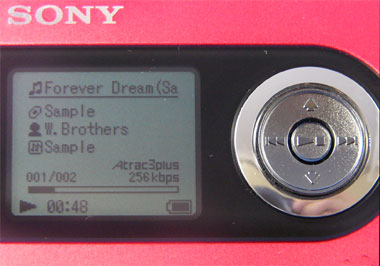 SONY
Forever Dream(Sa
Sample
W.Brothers
Sample
Atrac3plus
001/002 256kbps
00:48